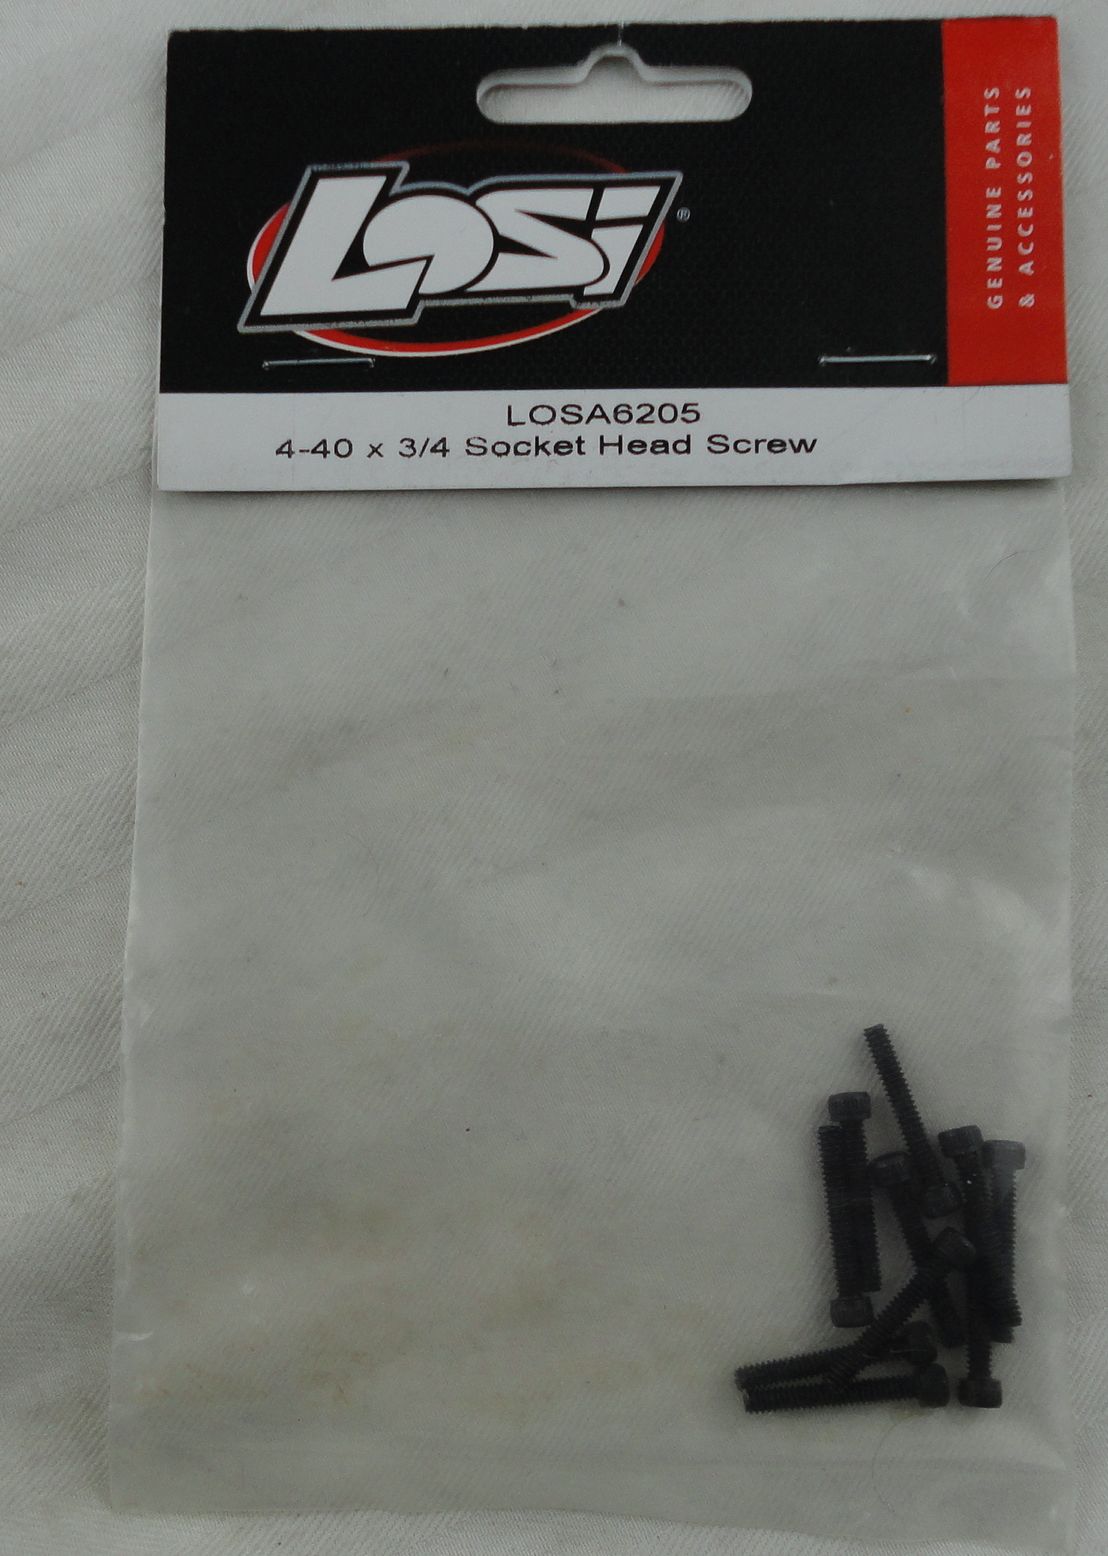 LOSi®
GENUINE PARTS
& ACCESSORIES
LOSA6205
4-40 x 3/4 Socket Head Screw